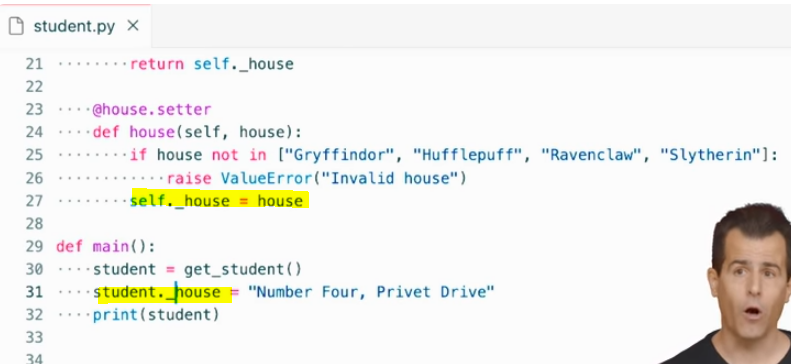 student.py ×
21 ········return self._house
22
23 ····@house.setter
24 ····def house(self, house):
25 ········if house not in ["Gryffindor", "Hufflepuff", "Ravenclaw", "Slytherin"]:
26 ············raise ValueError("Invalid house")
27 ········self._house = house
28
29 def main():
30 ····student = get_student()
31 ····student._house = "Number Four, Privet Drive"
32 ····print(student)
33
34